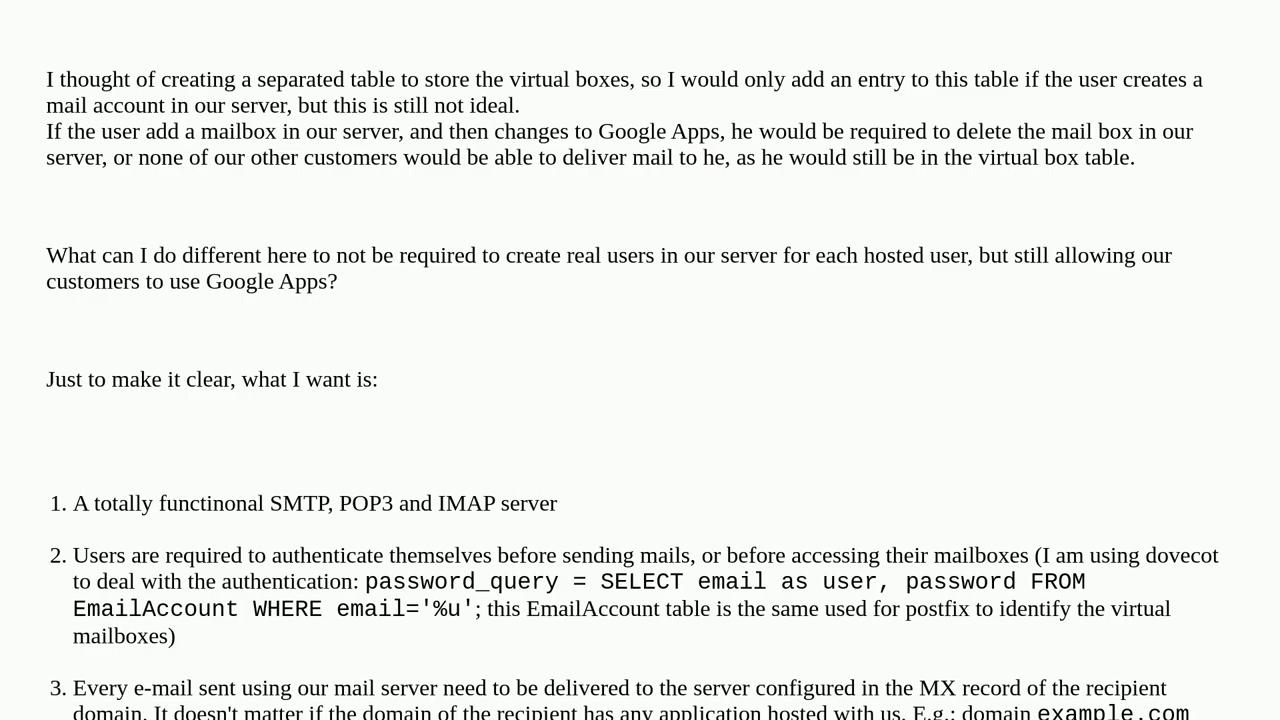 I thought of creating a separated table to store the virtual boxes, so I would only add an entry to this table if the user creates a
mail account in our server, but this is still not ideal.
If the user add a mailbox in our server, and then changes to Google Apps, he would be required to delete the mail box in our
server, or none of our other customers would be able to deliver mail to he, as he would still be in the virtual box table.
What can I do different here to not be required to create real users in our server for each hosted user, but still allowing our
customers to use Google Apps?
Just to make it clear, what I want is:
1. A totally functinonal SMTP, POP3 and IMAP server
2. Users are required to authenticate themselves before sending mails, or before accessing their mailboxes (I am using dovecot
to deal with the authentication: password_query = SELECT email as user, password FROM
EmailAccount WHERE email='%u'; this EmailAccount table is the same used for postfix to identify the virtual
mailboxes)
3. Every e-mail sent using our mail server need to be delivered to the server configured in the MX record of the recipient
domain. It doesn't matter if the domain of the recipient has any application hosted with us. E.g.: domain example.com